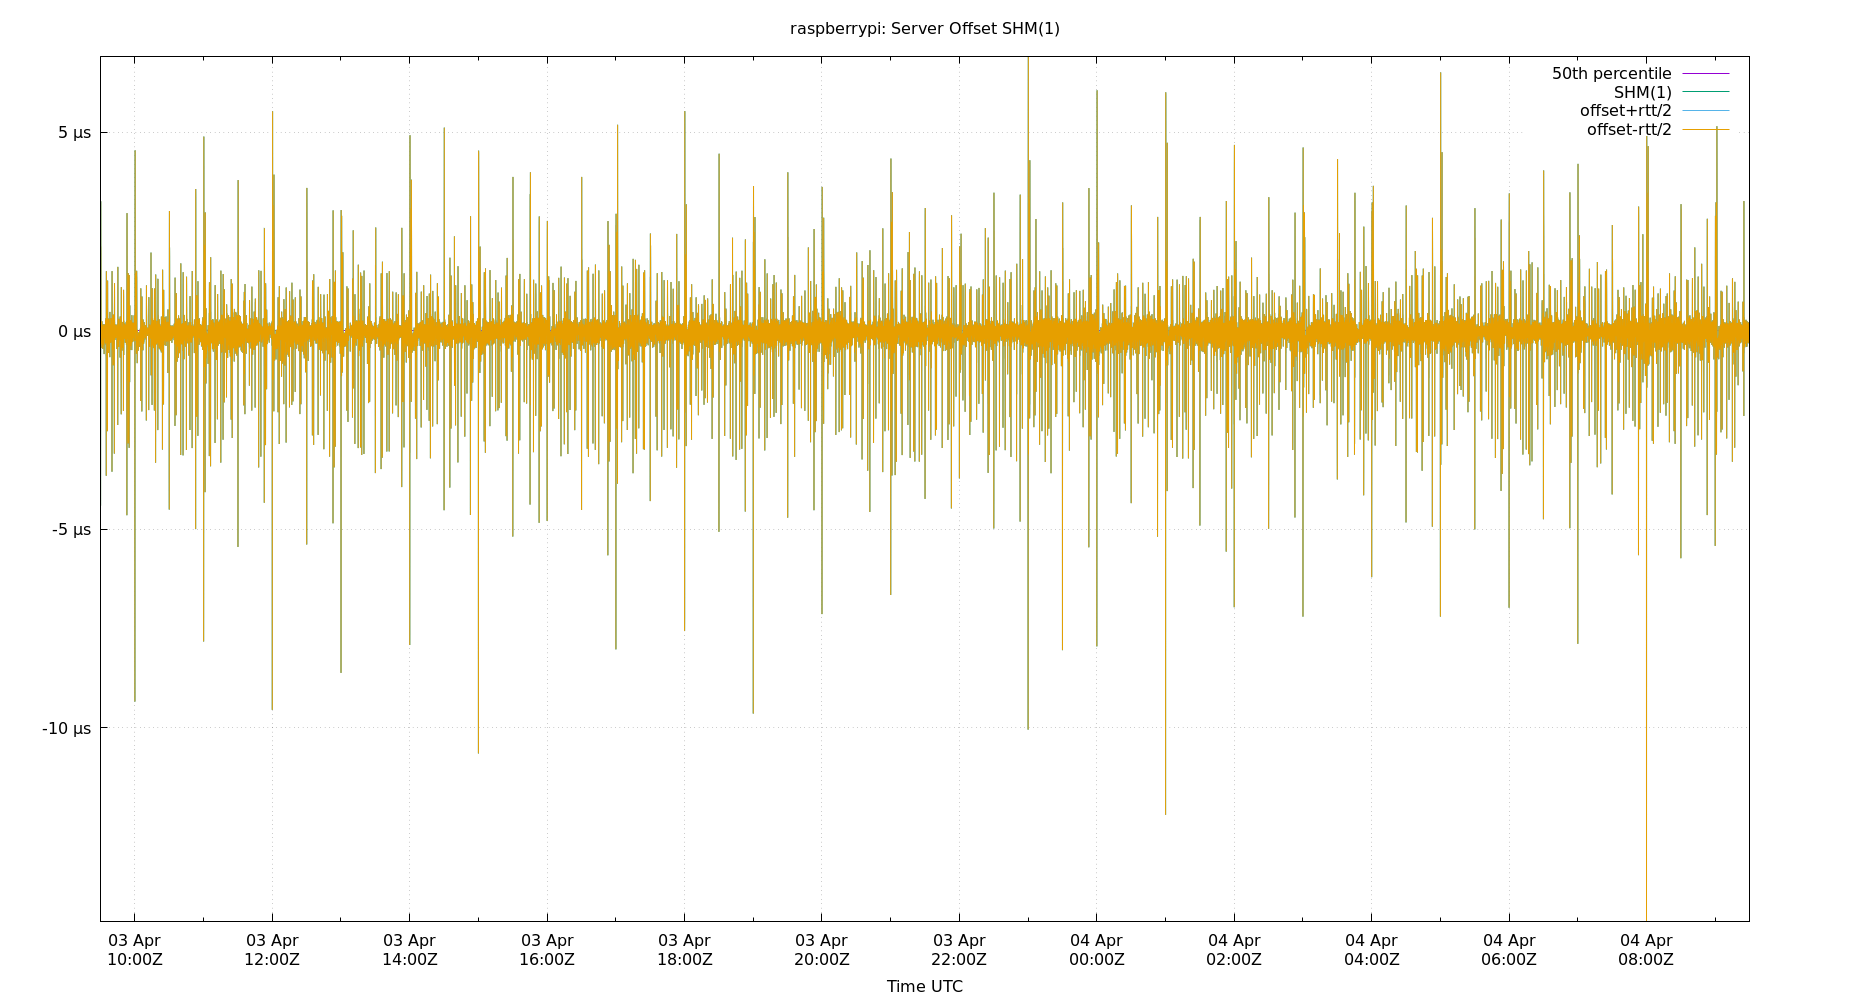 raspberrypi: Server Offset SHM(1)
50th percentile
SHM(1)
offset+rtt/2
offset-rtt/2
5 µs
0 µs
-5 µs
-10 µs
03 Apr 03 Apr 03 Apr 03 Apr 03 Apr 03 Apr 03 Apr 04 Apr 04 Apr 04 Apr 04 Apr 04 Apr
10:00Z 12:00Z 14:00Z 16:00Z 18:00Z 20:00Z 22:00Z 00:00Z 02:00Z 04:00Z 06:00Z 08:00Z
Time UTC